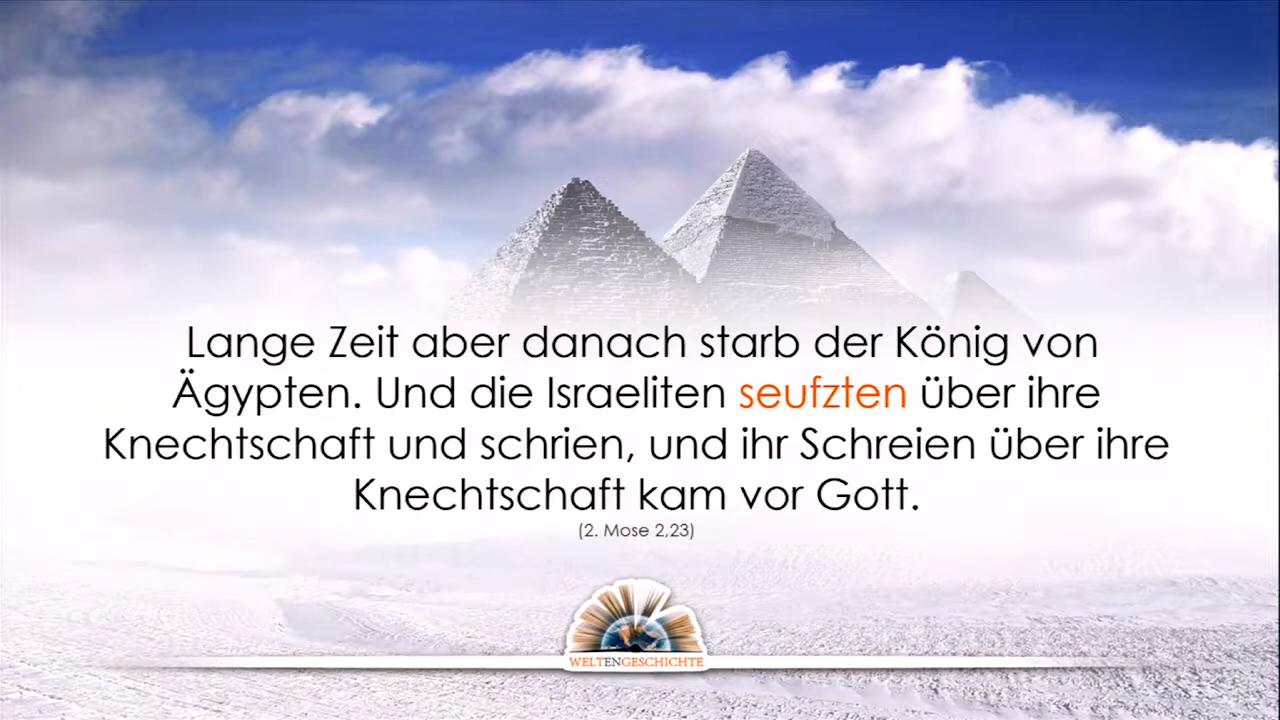 Lange Zeit aber danach starb der König von
Ägypten. Und die Israeliten seufzten über ihre
Knechtschaft und schrien, und ihr Schreien über ihre
Knechtschaft kam vor Gott.
(2. Mose 2,23)
WELTENGESCHICHTE